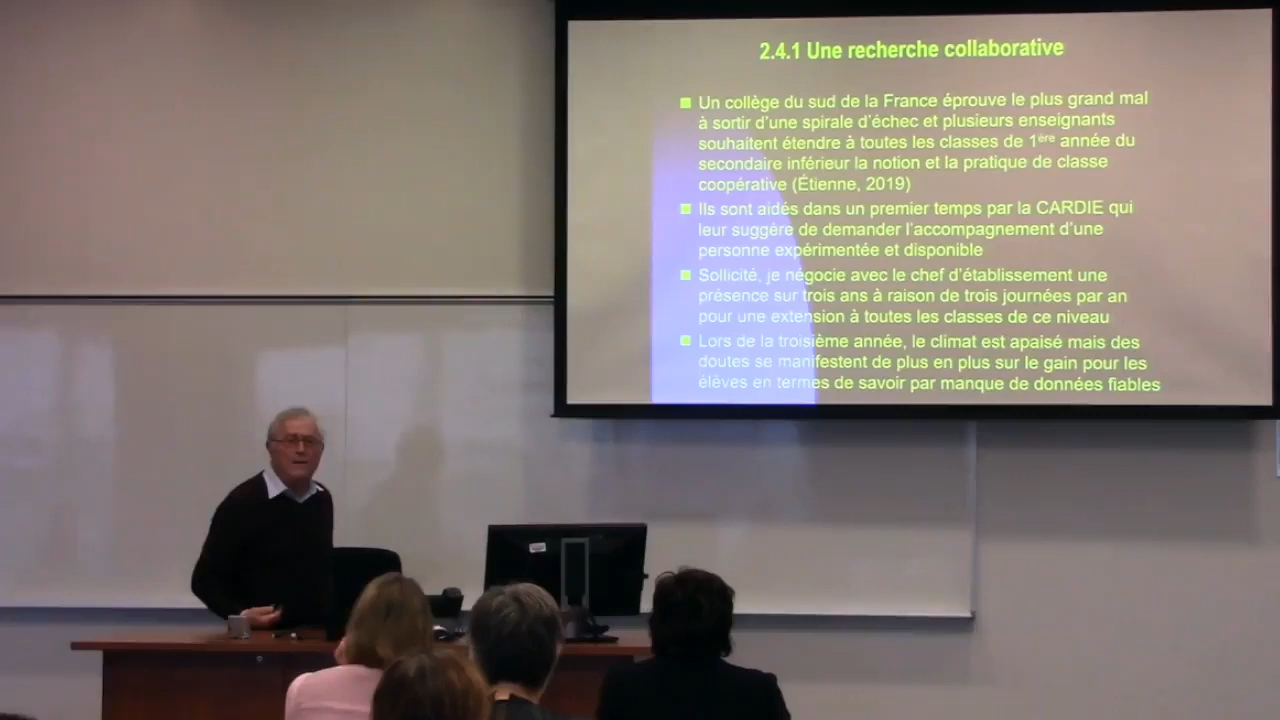 2.4.1 Une recherche collaborative
Un collège du sud de la France éprouve le plus grand mal
à sortir d'une spirale d'échec et plusieurs enseignants
souhaitent étendre à toutes les classes de 1ère année du
secondaire inférieur la notion et la pratique de classe
coopérative (Étienne, 2019)
Ils sont aidés dans un premier temps par la CARDIE qui
leur suggère de demander l'accompagnement d'une
personne expérimentée et disponible
Sollicité, je négocie avec le chef d'établissement une
présence sur trois ans à raison de trois journées par an
pour une extension à toutes les classes de ce niveau
Lors de la troisième année, le climat est apaisé mais des
doutes se manifestent de plus en plus sur le gain pour les
élèves en termes de savoir par manque de données fiables